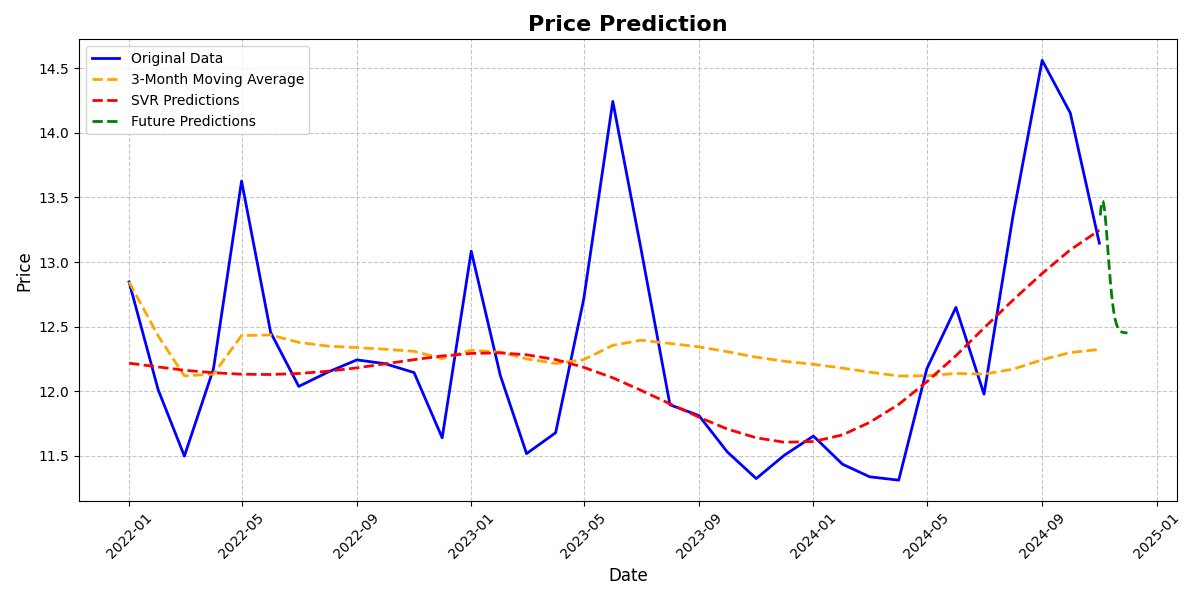 Price Prediction
Original Data
3-Month Moving Average
SVR Predictions
Future Predictions
Price
14.5
14.0
13.5
13.0
12.5
12.0
11.5
2022-01
2022-05
2022-09
2023-01
2023-05
2023-09
2024-01
2024-05
2024-09
2025-01
Date